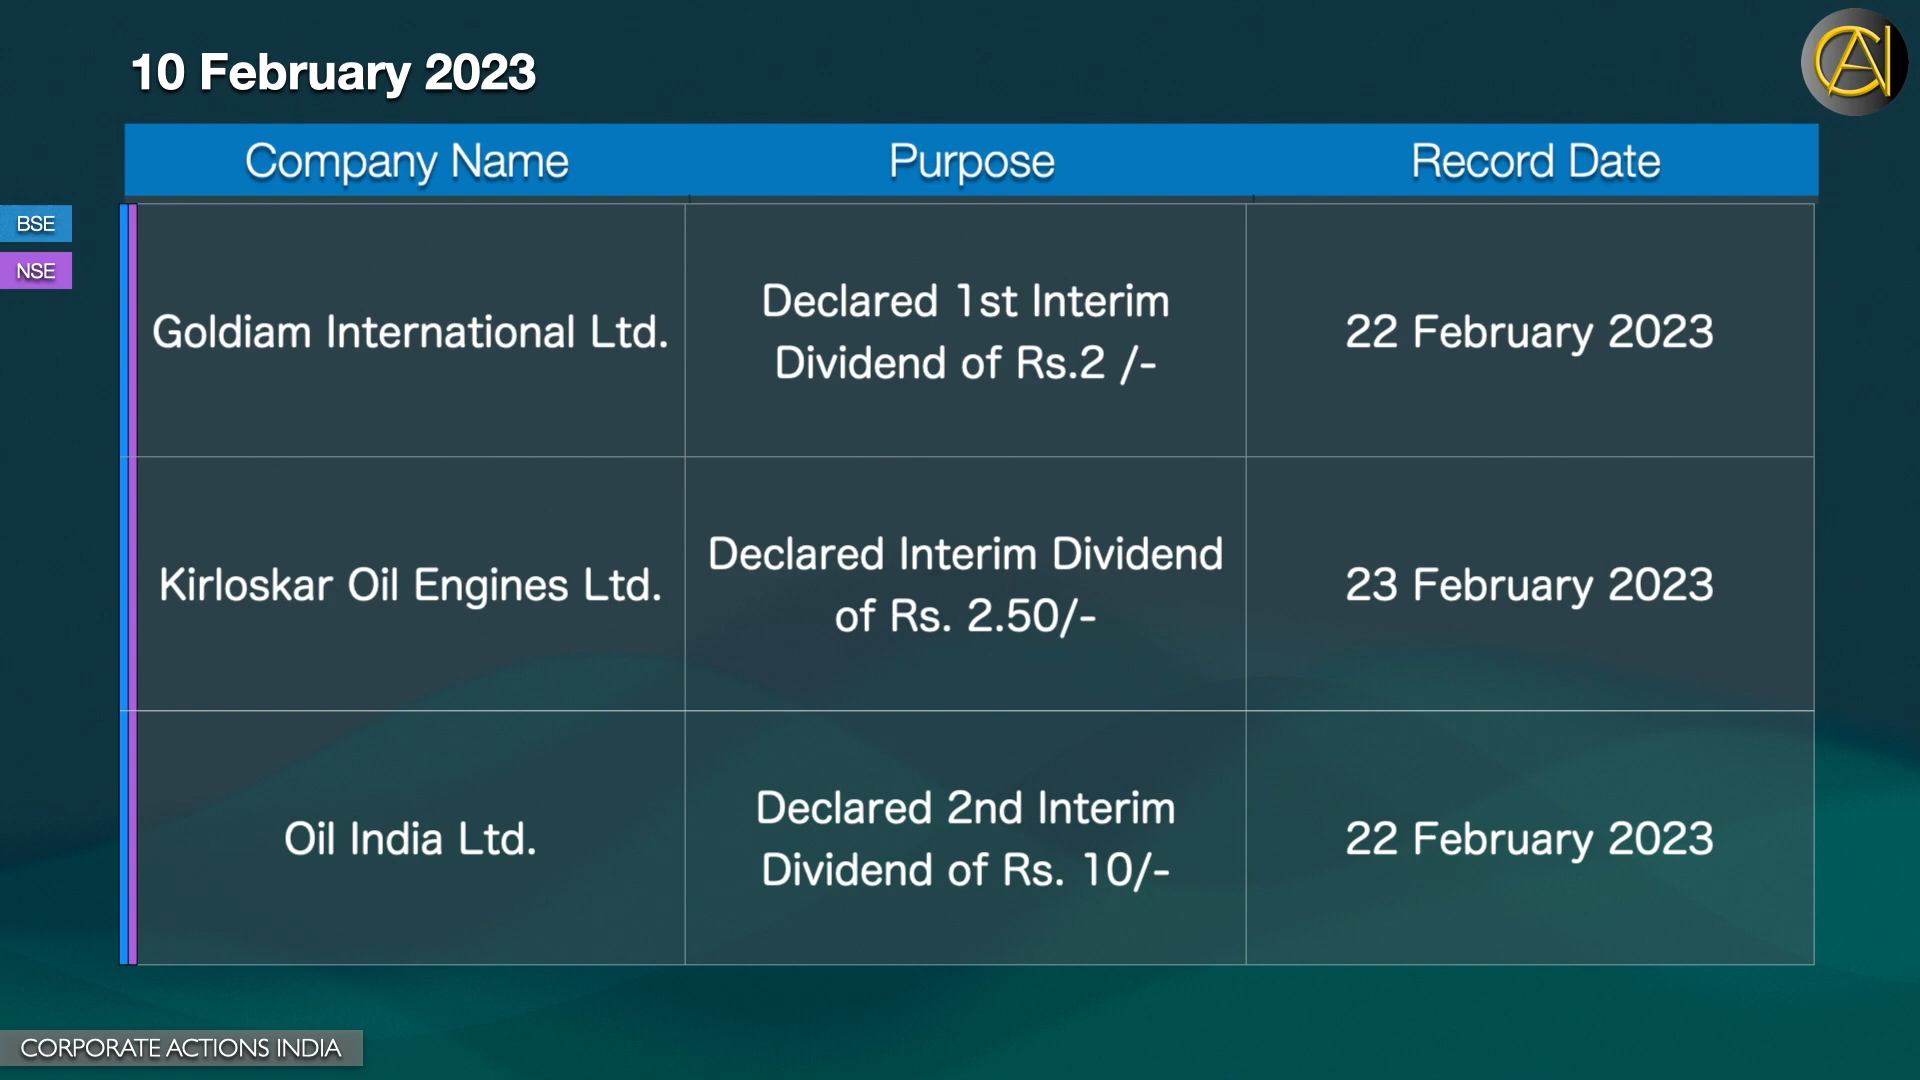 10 February 2023
CAI
Company Name Purpose Record Date
BSE
NSE
Goldiam International Ltd.
Declared 1st Interim
Dividend of Rs.2 /-
22 February 2023
Kirloskar Oil Engines Ltd.
Declared Interim Dividend
of Rs. 2.50/-
23 February 2023
Oil India Ltd.
Declared 2nd Interim
Dividend of Rs. 10/-
22 February 2023
CORPORATE ACTIONS INDIA